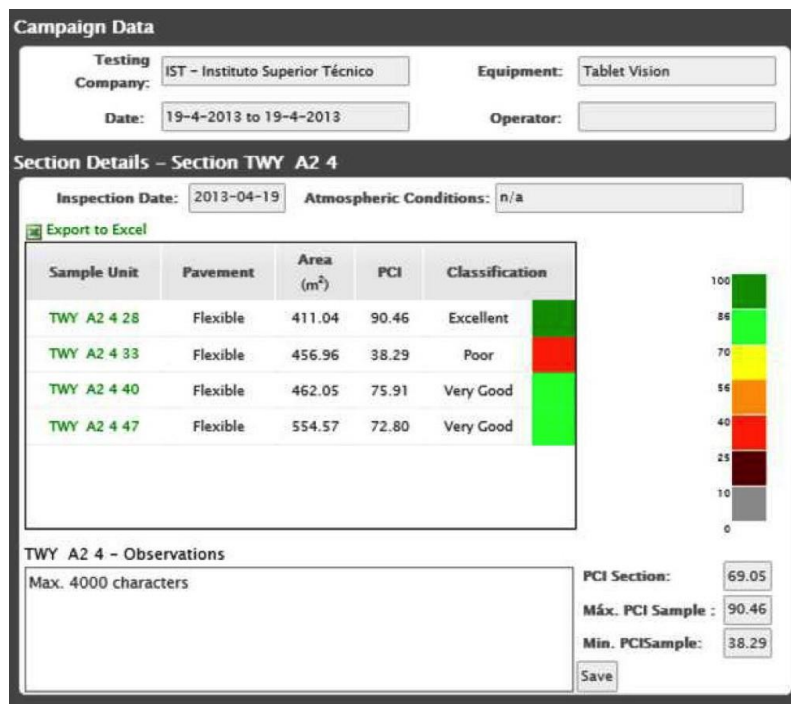 Campaign Data
Testing Company: IST - Instituto Superior Técnico Equipment: Tablet Vision
Date: 19-4-2013 to 19-4-2013 Operator:
Section Details - Section TWY A2 4
Inspection Date: 2013-04-19 Atmospheric Conditions: n/a
Export to Excel
Sample Unit Pavement Area (m²) PCI Classification
TWY A2 4 28 Flexible 411.04 90.46 Excellent
TWY A2 4 33 Flexible 456.96 38.29 Poor
TWY A2 4 40 Flexible 462.05 75.91 Very Good
TWY A2 4 47 Flexible 554.57 72.80 Very Good
100
86
70
56
40
25
10
0
TWY A2 4 - Observations
Max. 4000 characters
PCI Section: 69.05
Máx. PCI Sample : 90.46
Min. PCISample: 38.29
Save